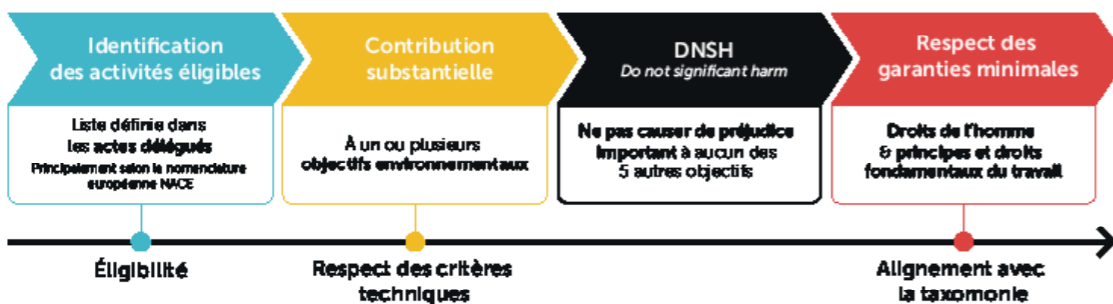 Identification
des activités éligibles
Liste définie dans
les actes délégués
Principalement selon la nomenclature
européenne NACE
Éligibilité
Contribution
substantielle
À un ou plusieurs
objectifs environnementaux
Respect des critères
techniques
DNSH
Do not significant harm
Ne pas causer de préjudice
important à aucun des
5 autres objectifs
Respect des
garanties minimales
Droits de l'homme
& principes et droits
fondamentaux du travail
Alignement avec
la taxomonie